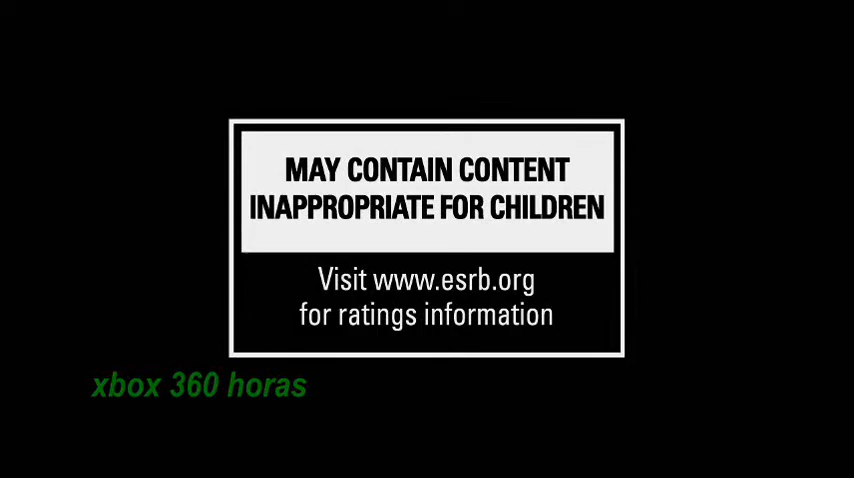 MAY CONTAIN CONTENT
INAPPROPRIATE FOR CHILDREN
Visit www.esrb.org
for ratings information
xbox 360 horas